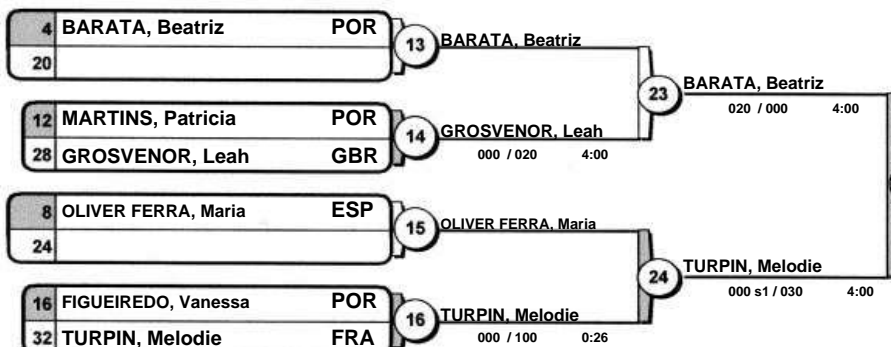 4 BARATA, Beatriz POR
20
13
BARATA, Beatriz
12 MARTINS, Patricia POR
28 GROSVENOR, Leah GBR
14
GROSVENOR, Leah
000 / 020 4:00
23
BARATA, Beatriz
020 / 000 4:00
8 OLIVER FERRA, Maria ESP
24
15
OLIVER FERRA, Maria
16 FIGUEIREDO, Vanessa POR
32 TURPIN, Melodie FRA
16
TURPIN, Melodie
000 / 100 0:26
24
TURPIN, Melodie
000 s1 / 030 4:00